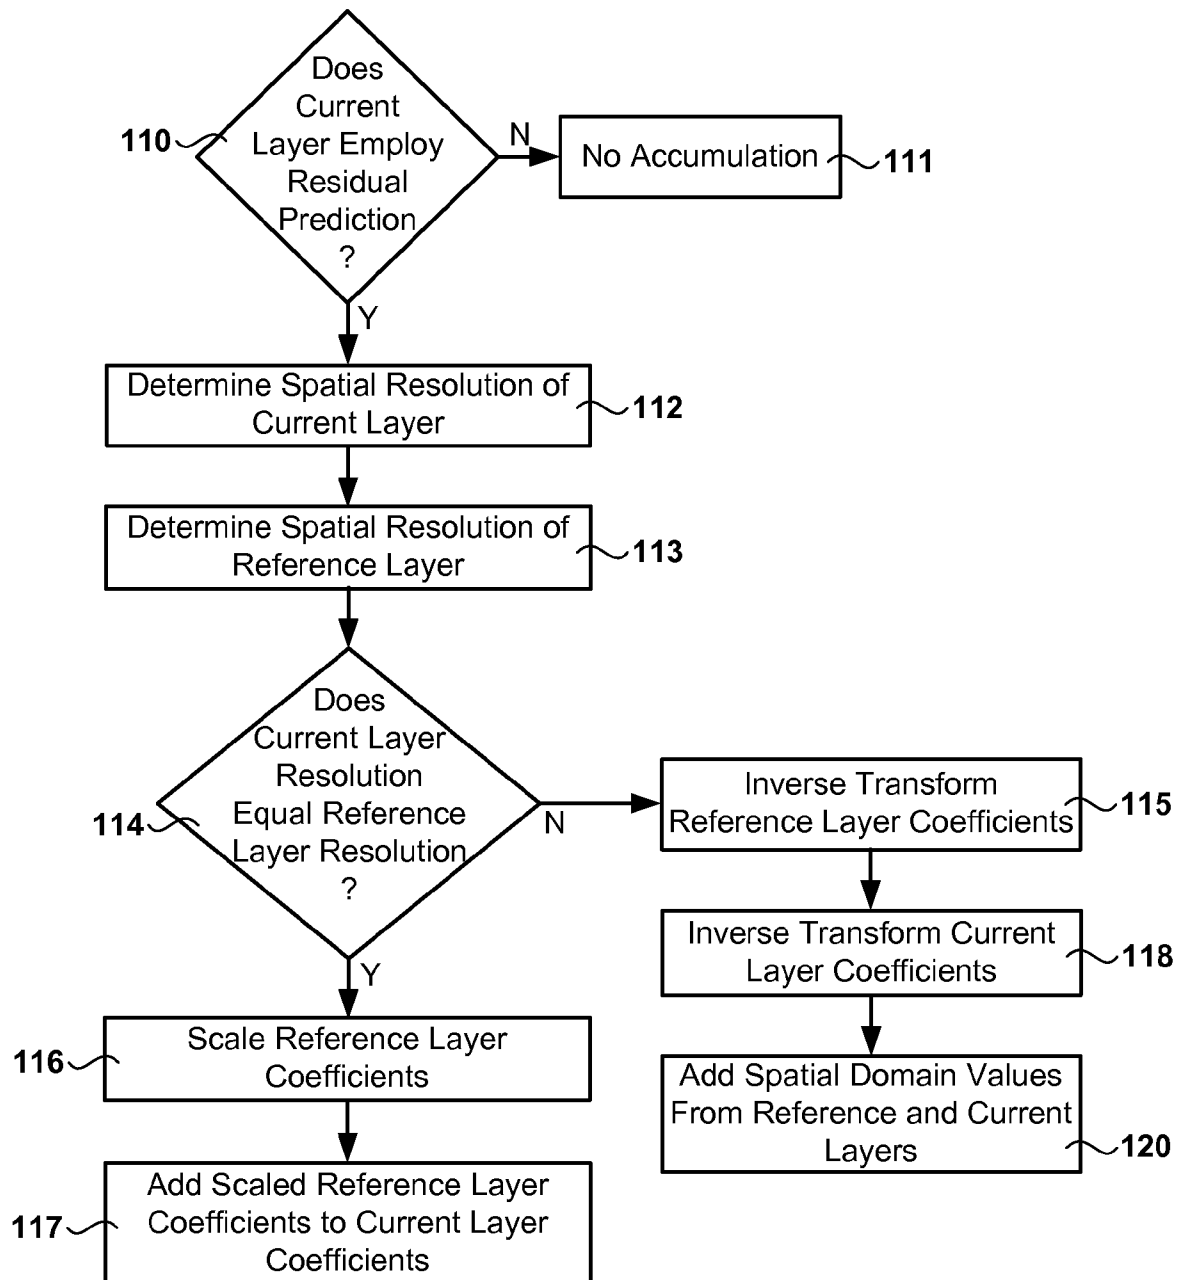 Does
Current
Layer Employ
Residual
Prediction
?
110
N
No Accumulation
111
Y
Determine Spatial Resolution of
Current Layer
112
Determine Spatial Resolution of
Reference Layer
113
Does
Current Layer
Resolution
Equal Reference
Layer Resolution
?
114
N
Inverse Transform
Reference Layer Coefficients
115
Inverse Transform Current
Layer Coefficients
118
Add Spatial Domain Values
From Reference and Current
Layers
120
Y
Scale Reference Layer
Coefficients
116
Add Scaled Reference Layer
Coefficients to Current Layer
Coefficients
117